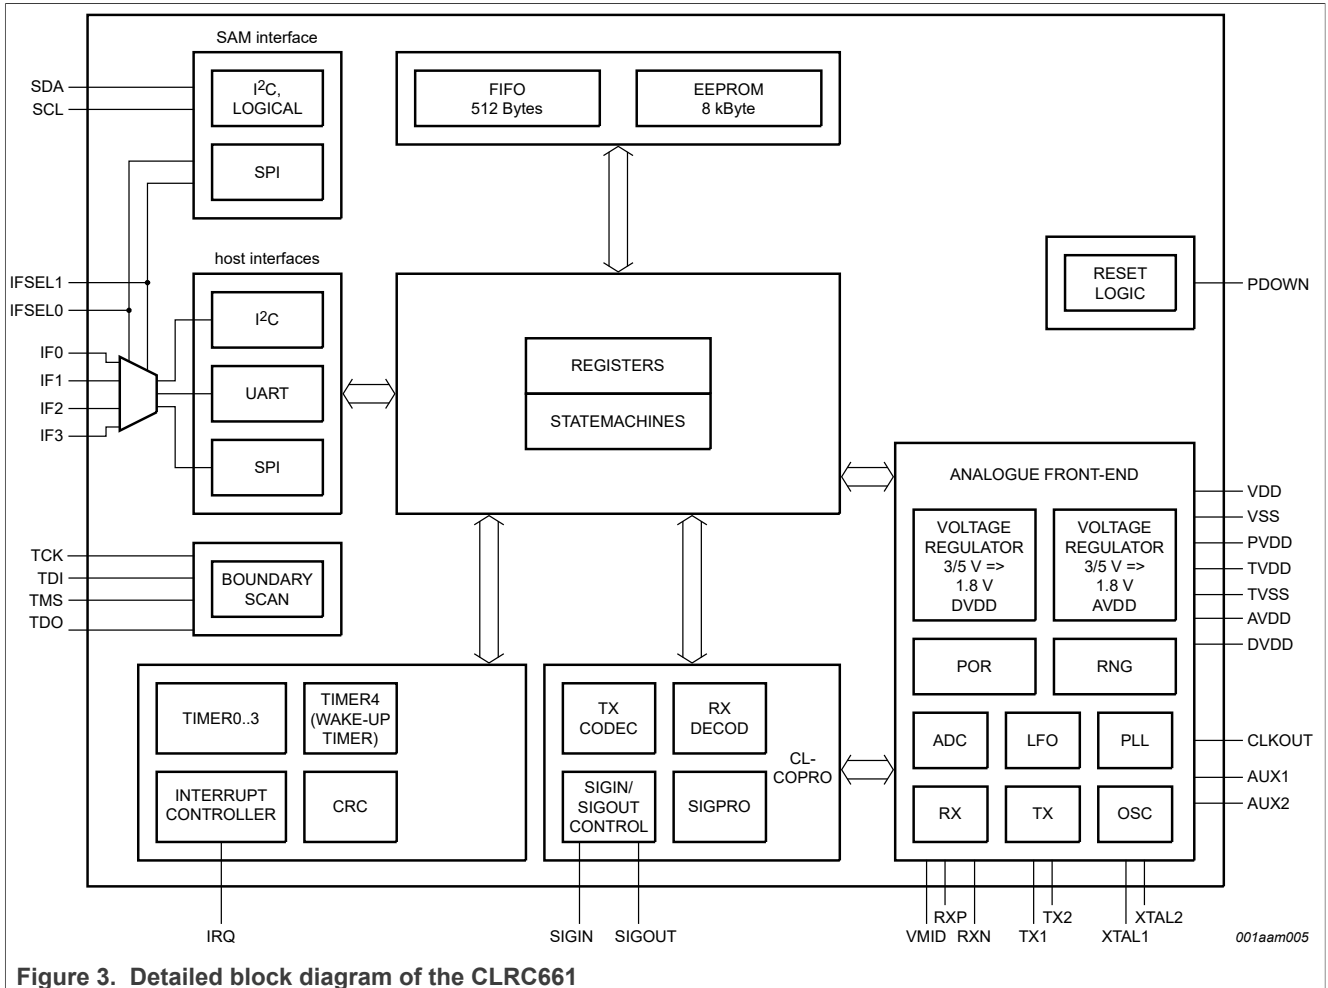 SAM interface
SDA
SCL
I2C,
LOGICAL
SPI
FIFO
512 Bytes
EEPROM
8 kByte
host interfaces
IFSEL1
IFSEL0
IF0
IF1
IF2
IF3
I2C
UART
SPI
REGISTERS
STATEMACHINES
RESET
LOGIC
PDOWN
TCK
TDI
TMS
TDO
BOUNDARY
SCAN
ANALOGUE FRONT-END
VOLTAGE
REGULATOR
3/5 V =>
1.8 V
DVDD
VOLTAGE
REGULATOR
3/5 V =>
1.8 V
AVDD
POR
RNG
ADC
LFO
PLL
RX
TX
OSC
VDD
VSS
PVDD
TVDD
TVSS
AVDD
DVDD
CLKOUT
AUX1
AUX2
TIMER0..3
TIMER4
(WAKE-UP
TIMER)
INTERRUPT
CONTROLLER
CRC
TX
CODEC
RX
DECOD
SIGIN/
SIGOUT
CONTROL
SIGPRO
CL-
COPRO
IRQ
SIGIN
SIGOUT
VMID
RXP
RXN
TX1
TX2
XTAL1
XTAL2
001aam005
Figure 3. Detailed block diagram of the CLRC661